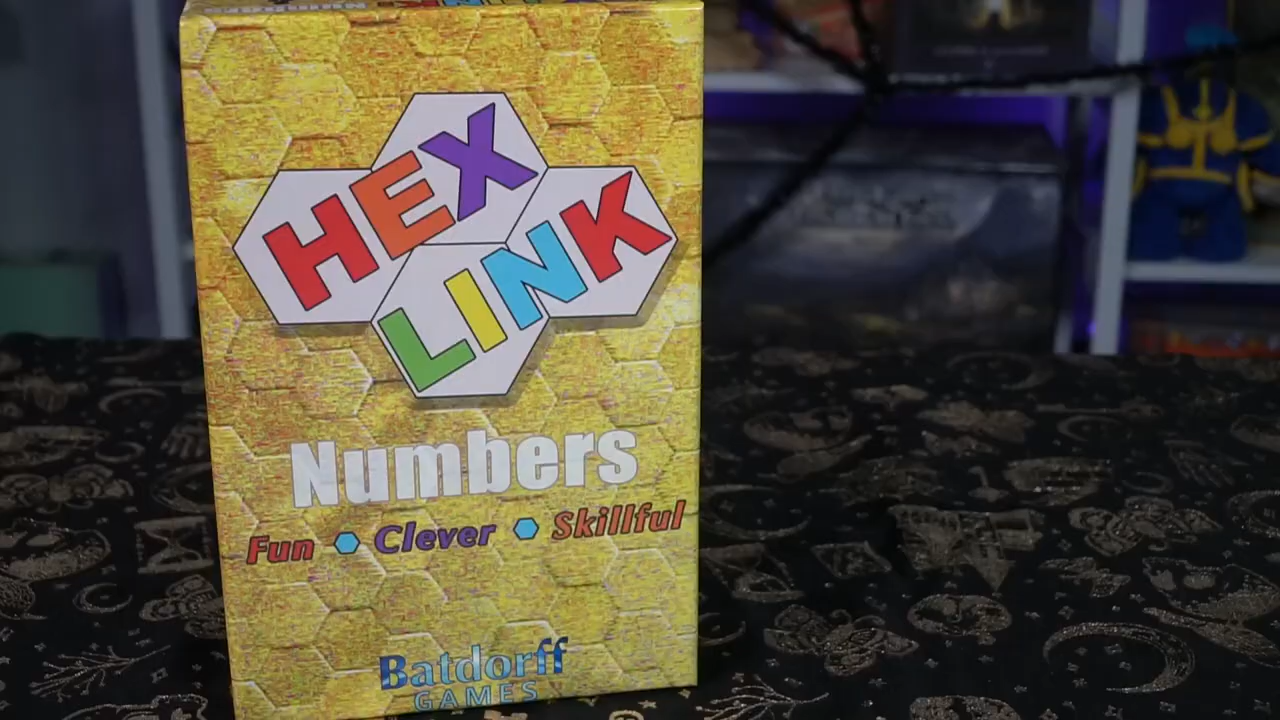 HEX
LINK
Numbers
Fun Clever Skillful
Batdorff
GAMES